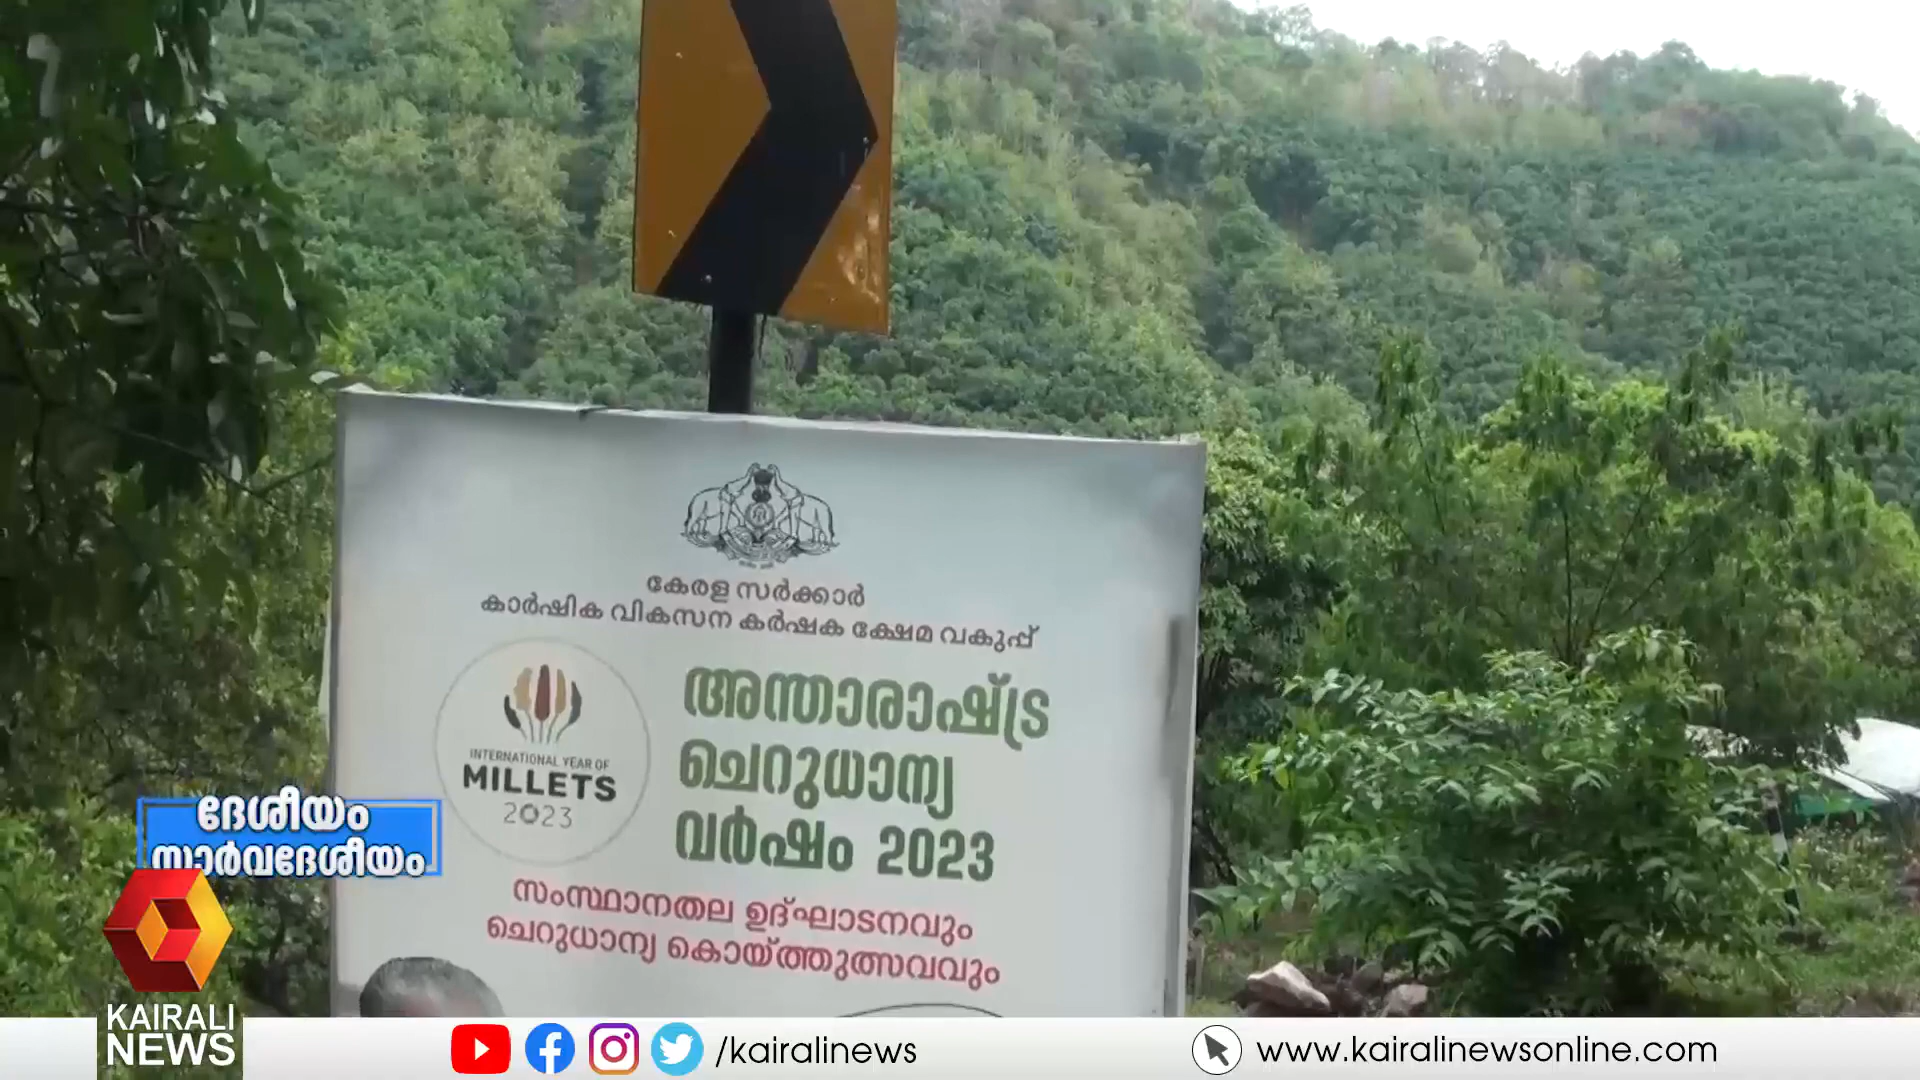 കേരള സർക്കാർ
കാർഷിക വികസന കർഷക ക്ഷേമ വകുപ്പ്
INTERNATIONAL YEAR OF
MILLETS
2023
അന്താരാഷ്ട്ര
ചെറുധാന്യ
വർഷം 2023
സംസ്ഥാനതല ഉദ്ഘാടനവും
ചെറുധാന്യ കൊയ്ത്തുത്സവവും
ദേശീയം
സാർവദേശീയം
KAIRALI
NEWS
/kairalinews
www.kairalinewsonline.com